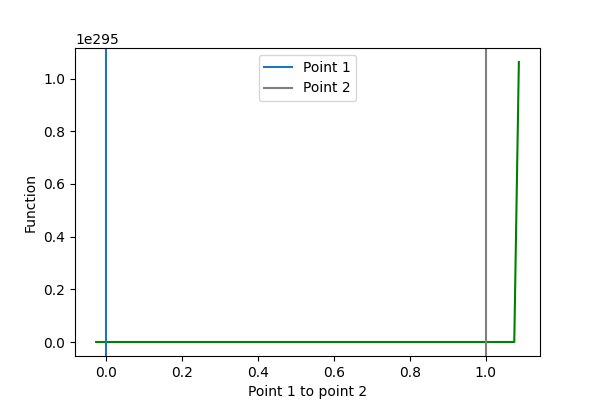 1e295
Point 1
Point 2
1.0
0.8
0.6
0.4
0.2
0.0
Function
0.0 0.2 0.4 0.6 0.8 1.0
Point 1 to point 2